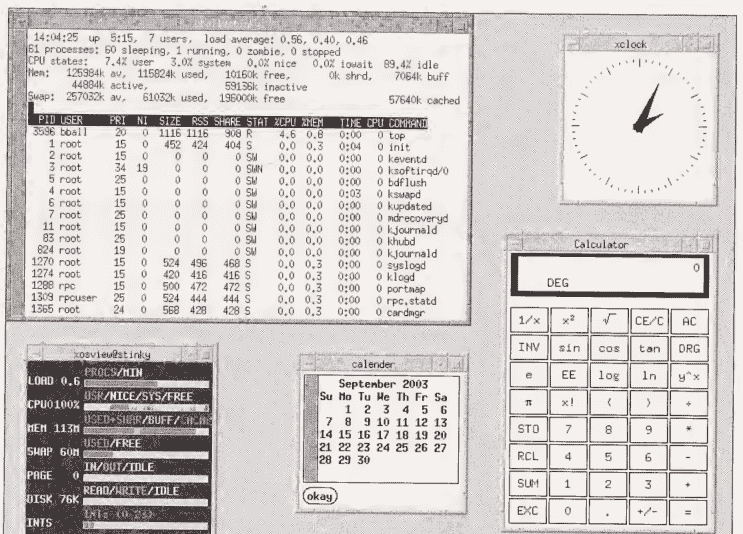 14:04:25 up 5:15, 7 users, load average: 0.56, 0.40, 0.46
61 processes: 60 sleeping, 1 running, 0 zombie, 0 stopped
CPU states: 7.4% user 3.0% system 0.0% nice 0.0% iowait 89.4% idle
Mem: 125984k av, 115824k used, 10160k free, 0k shrd, 7064k buff
44884k active, 59136k inactive
Swap: 257032k av, 61032k used, 196000k free 57640k cached
PID USER PRI NI SIZE RSS SHARE STAT %CPU %MEM TIME CPU COMMAND
3596 bball 20 0 1116 1116 908 R 4.6 0.8 0:00 0 top
1 root 15 0 452 424 404 S 0.0 0.3 0:04 0 init
2 root 15 0 0 0 0 SW 0.0 0.0 0:00 0 keventd
3 root 34 19 0 0 0 SWN 0.0 0.0 0:00 0 ksoftirqd/0
5 root 25 0 0 0 0 SW 0.0 0.0 0:00 0 bdflush
4 root 15 0 0 0 0 SW 0.0 0.0 0:03 0 kswapd
6 root 15 0 0 0 0 SW 0.0 0.0 0:00 0 kupdated
7 root 25 0 0 0 0 SW 0.0 0.0 0:00 0 mdrecoveryd
11 root 15 0 0 0 0 SW 0.0 0.0 0:00 0 kjournald
83 root 25 0 0 0 0 SW 0.0 0.0 0:00 0 khubd
824 root 19 0 0 0 0 SW 0.0 0.0 0:00 0 kjournald
1270 root 15 0 524 496 468 S 0.0 0.3 0:00 0 syslogd
1274 root 15 0 420 416 416 S 0.0 0.3 0:00 0 klogd
1288 rpc 15 0 500 472 472 S 0.0 0.3 0:00 0 portmap
1309 rpcuser 25 0 524 444 444 S 0.0 0.3 0:00 0 rpc.statd
1365 root 24 0 568 428 428 S 0.0 0.3 0:00 0 cardmgr
xclock
Calculator
0
DEG
1/x x² √ CE/C AC
INV sin cos tan DRG
e EE log ln y^x
π x! ( ) ÷
STO 7 8 9 *
RCL 4 5 6 -
SUM 1 2 3 +
EXC 0 . +/- =
xosview@stinky
PROCS/MIN
LOAD 0.6
USR/NICE/SYS/FREE
CPU0100%
USED+SHAR/BUFF/CACHE
MEM 113M
USED/FREE
SWAP 60M
IN/OUT/IDLE
PAGE 0
READ/WRITE/IDLE
DISK 76K
INTS
calender
September 2003
Su Mo Tu We Th Fr Sa
1 2 3 4 5 6
7 8 9 10 11 12 13
14 15 16 17 18 19 20
21 22 23 24 25 26 27
28 29 30
okay